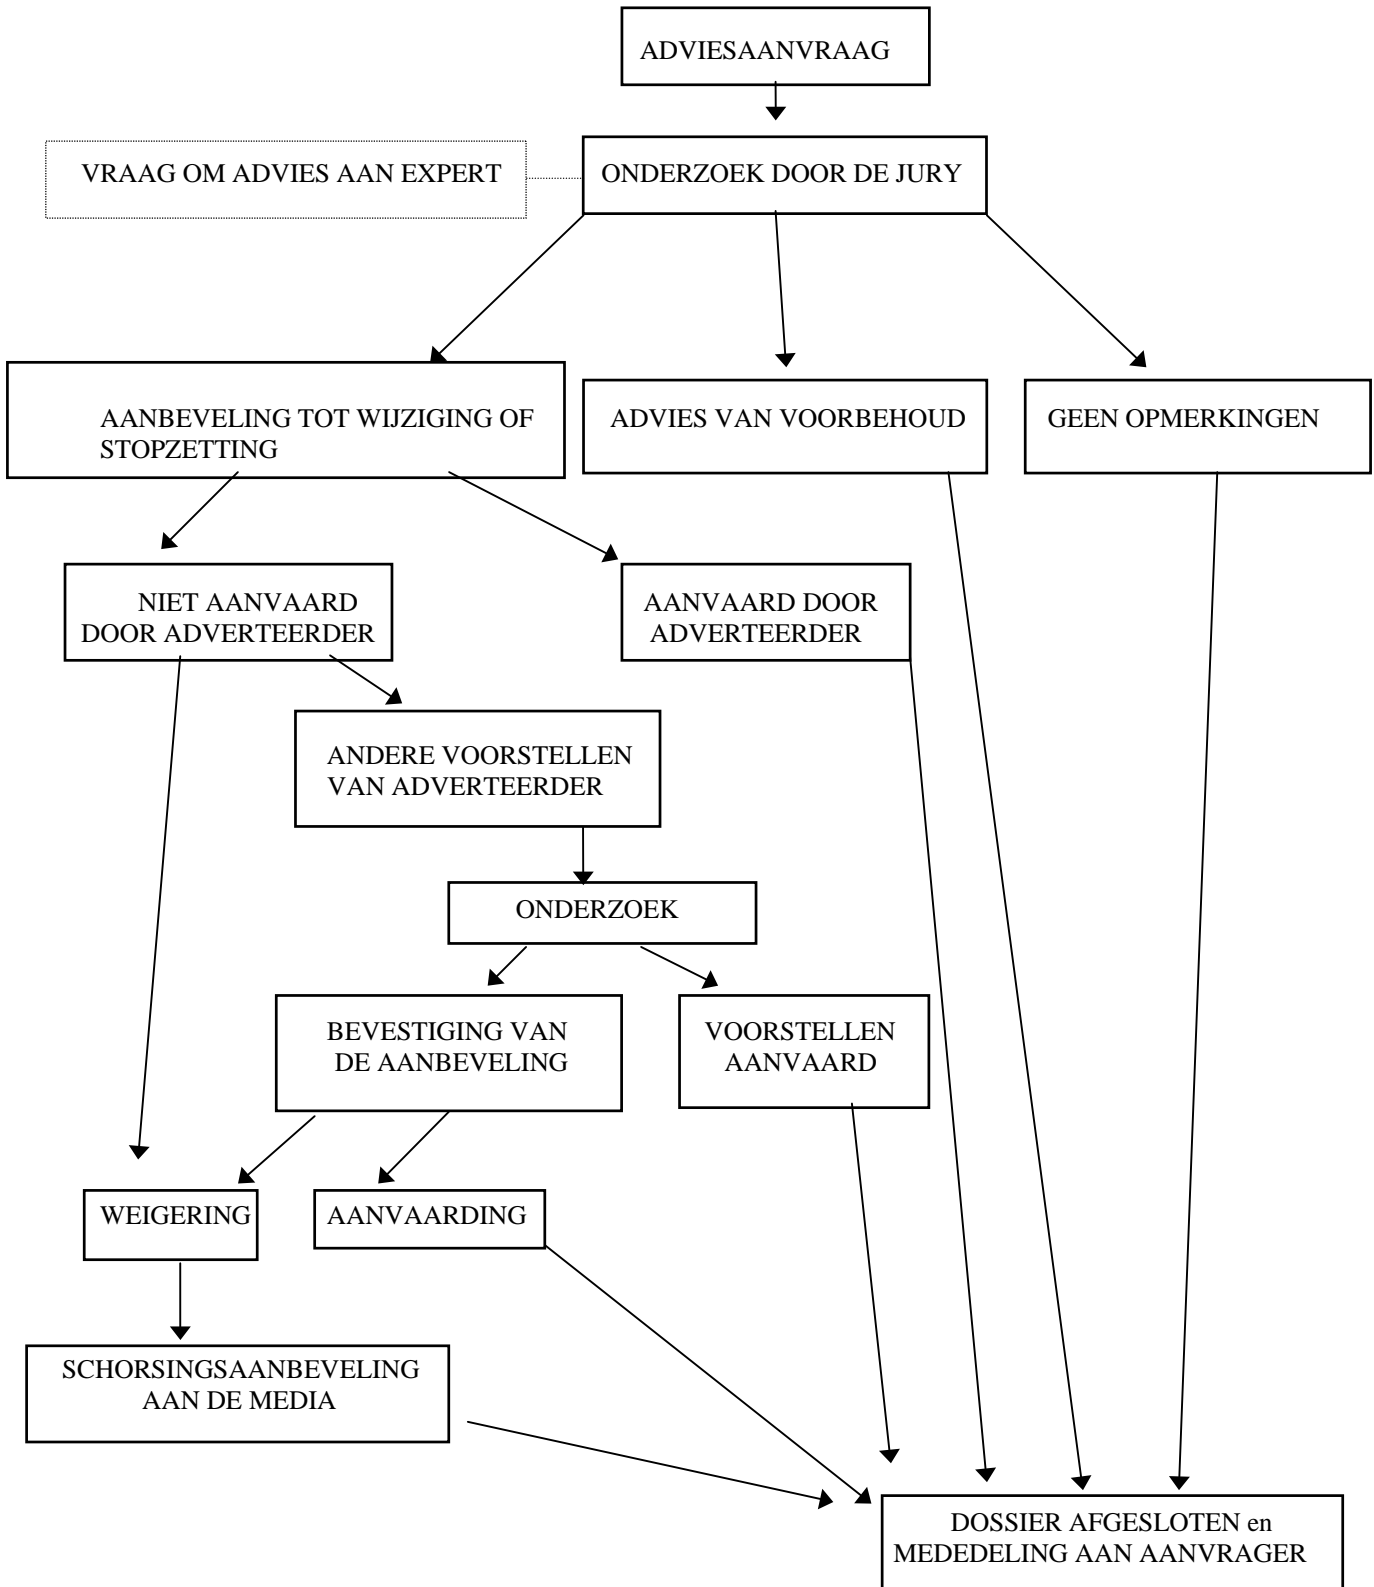 ADVIESAANVRAAG
VRAAG OM ADVIES AAN EXPERT
ONDERZOEK DOOR DE JURY
AANBEVELING TOT WIJZIGING OF
STOPZETTING
ADVIES VAN VOORBEHOUD
GEEN OPMERKINGEN
NIET AANVAARD
DOOR ADVERTEERDER
AANVAARD DOOR
ADVERTEERDER
ANDERE VOORSTELLEN
VAN ADVERTEERDER
ONDERZOEK
BEVESTIGING VAN
DE AANBEVELING
VOORSTELLEN
AANVAARD
WEIGERING
AANVAARDING
SCHORSINGSAANBEVELING
AAN DE MEDIA
DOSSIER AFGESLOTEN en
MEDEDELING AAN AANVRAGER